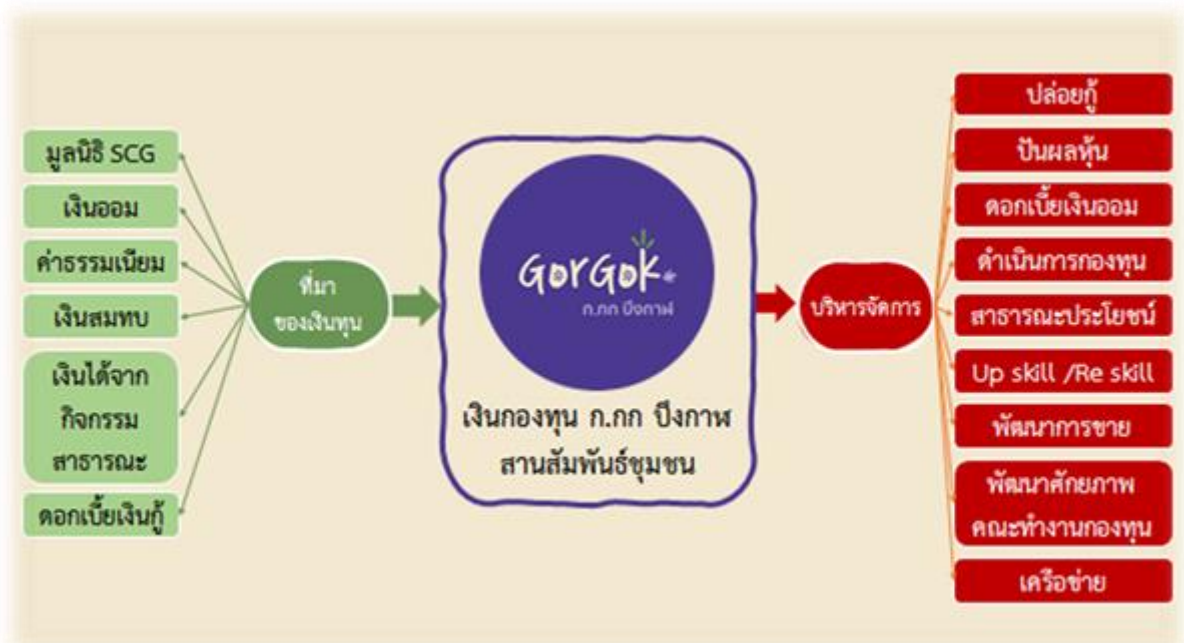 มูลนิธิ SCG
เงินออม
ค่าธรรมเนียม
เงินสมทบ
เงินได้จาก
กิจกรรม
สาธารณะ
ดอกเบี้ยเงินกู้
ที่มา
ของเงินทุน
GorGok
ก.กก บึงกาฬ
เงินกองทุน ก.กก บึงกาฬ
สานสัมพันธ์ชุมชน
บริหารจัดการ
ปล่อยกู้
ปันผลหุ้น
ดอกเบี้ยเงินออม
ดำเนินการกองทุน
สาธารณะประโยชน์
Up skill /Re skill
พัฒนาการขาย
พัฒนาศักยภาพ
คณะทำงานกองทุน
เครือข่าย